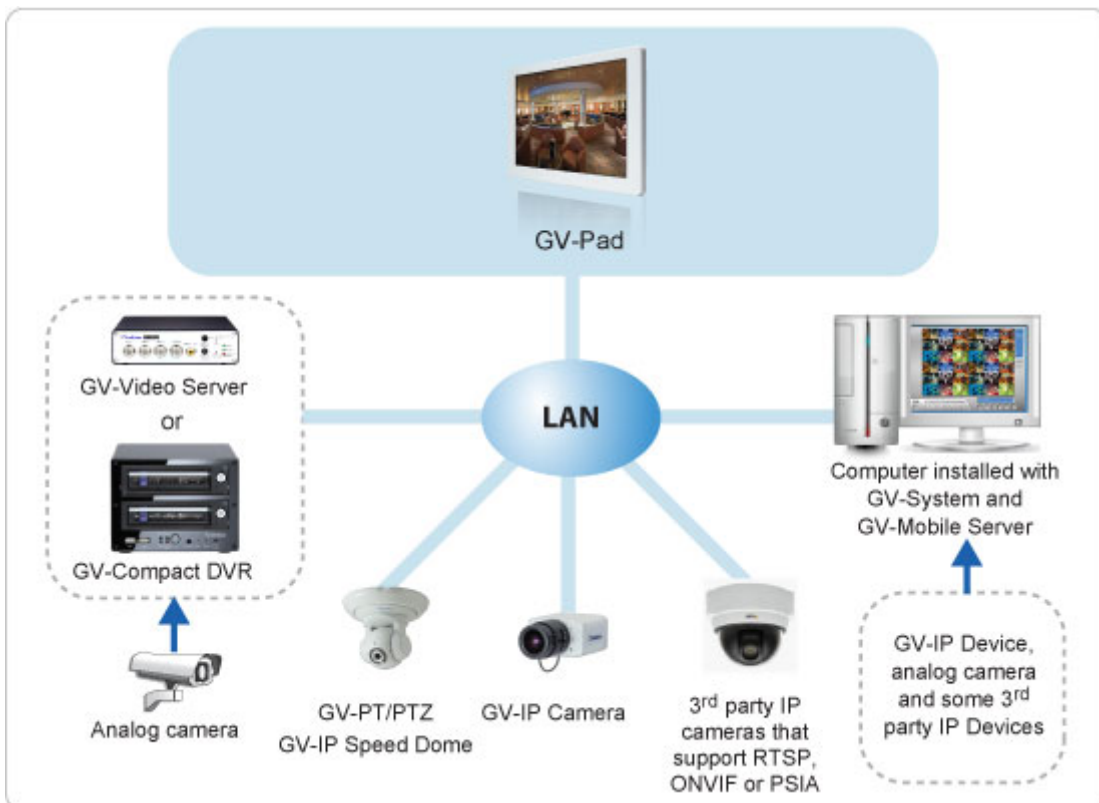 GV-Pad
GV-Video Server
or
GV-Compact DVR
Analog camera
LAN
GV-PT/PTZ
GV-IP Speed Dome
GV-IP Camera
3rd party IP
cameras that
support RTSP,
ONVIF or PSIA
Computer installed with
GV-System and
GV-Mobile Server
GV-IP Device,
analog camera
and some 3rd
party IP Devices